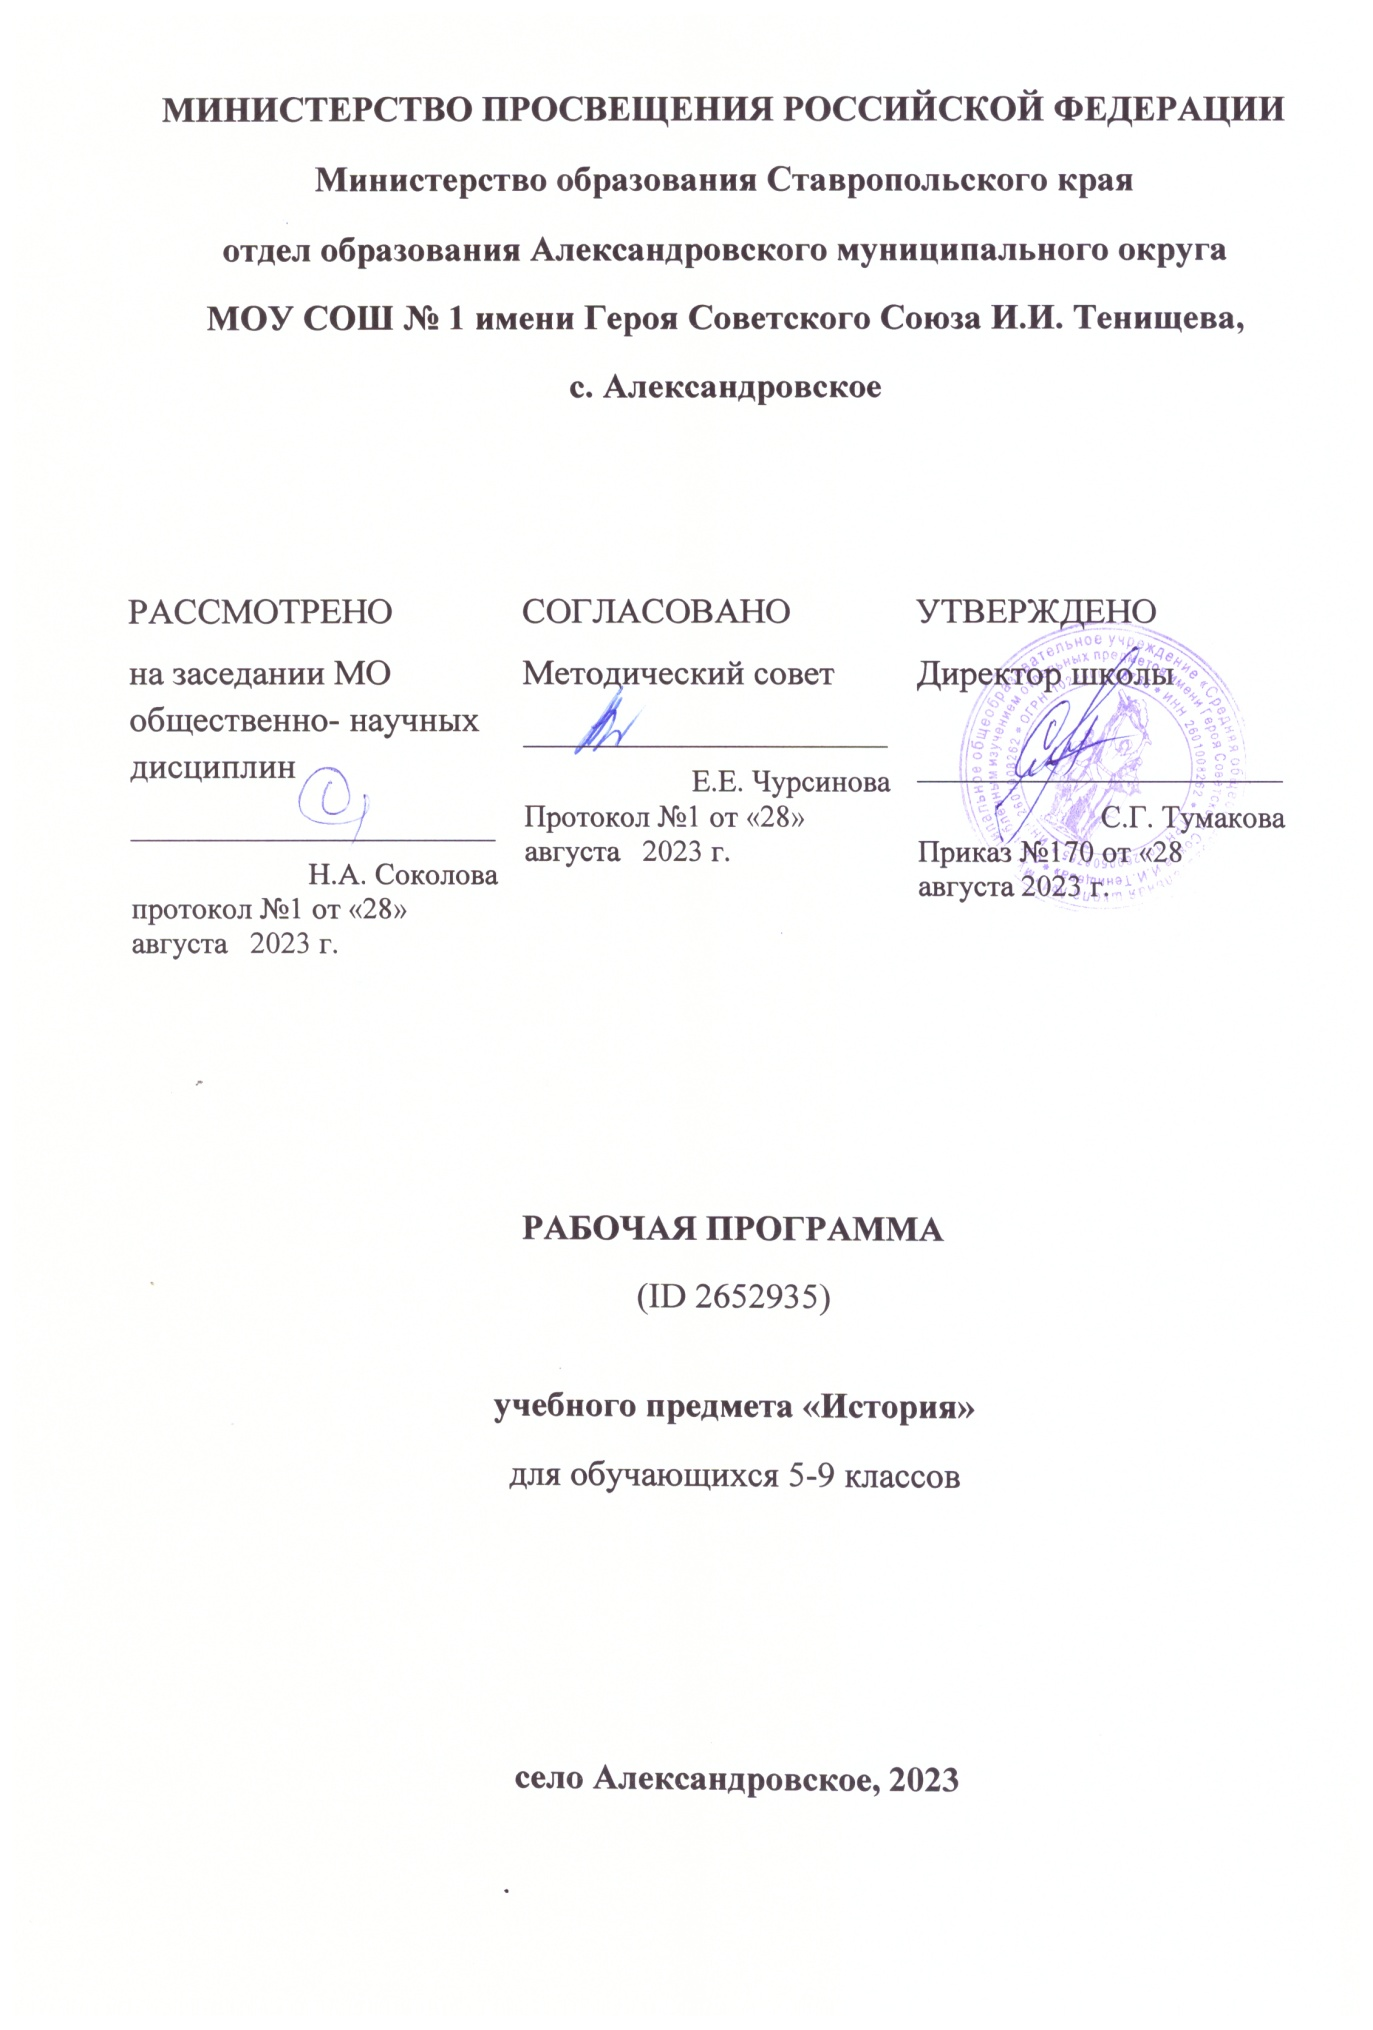 МИНИСТЕРСТВО ПРОСВЕЩЕНИЯ РОССИЙСКОЙ ФЕДЕРАЦИИ
Министерство образования Ставропольского края
отдел образования Александровского муниципального округа
МОУ СОШ № 1 имени Героя Советского Союза И.И. Тенищева,
с. Александровское
РАССМОТРЕНО
на заседании МО
общественно- научных
дисциплин
Н.А. Соколова
протокол №1 от «28»
августа 2023 г.
СОГЛАСОВАНО
Методический совет
Е.Е. Чурсинова
Протокол №1 от «28»
августа 2023 г.
УТВЕРЖДЕНО
Директор школы
С.Г. Тумакова
Приказ №170 от «28
августа 2023 г.
РАБОЧАЯ ПРОГРАММА
(ID 2652935)
учебного предмета «История»
для обучающихся 5-9 классов
село Александровское, 2023